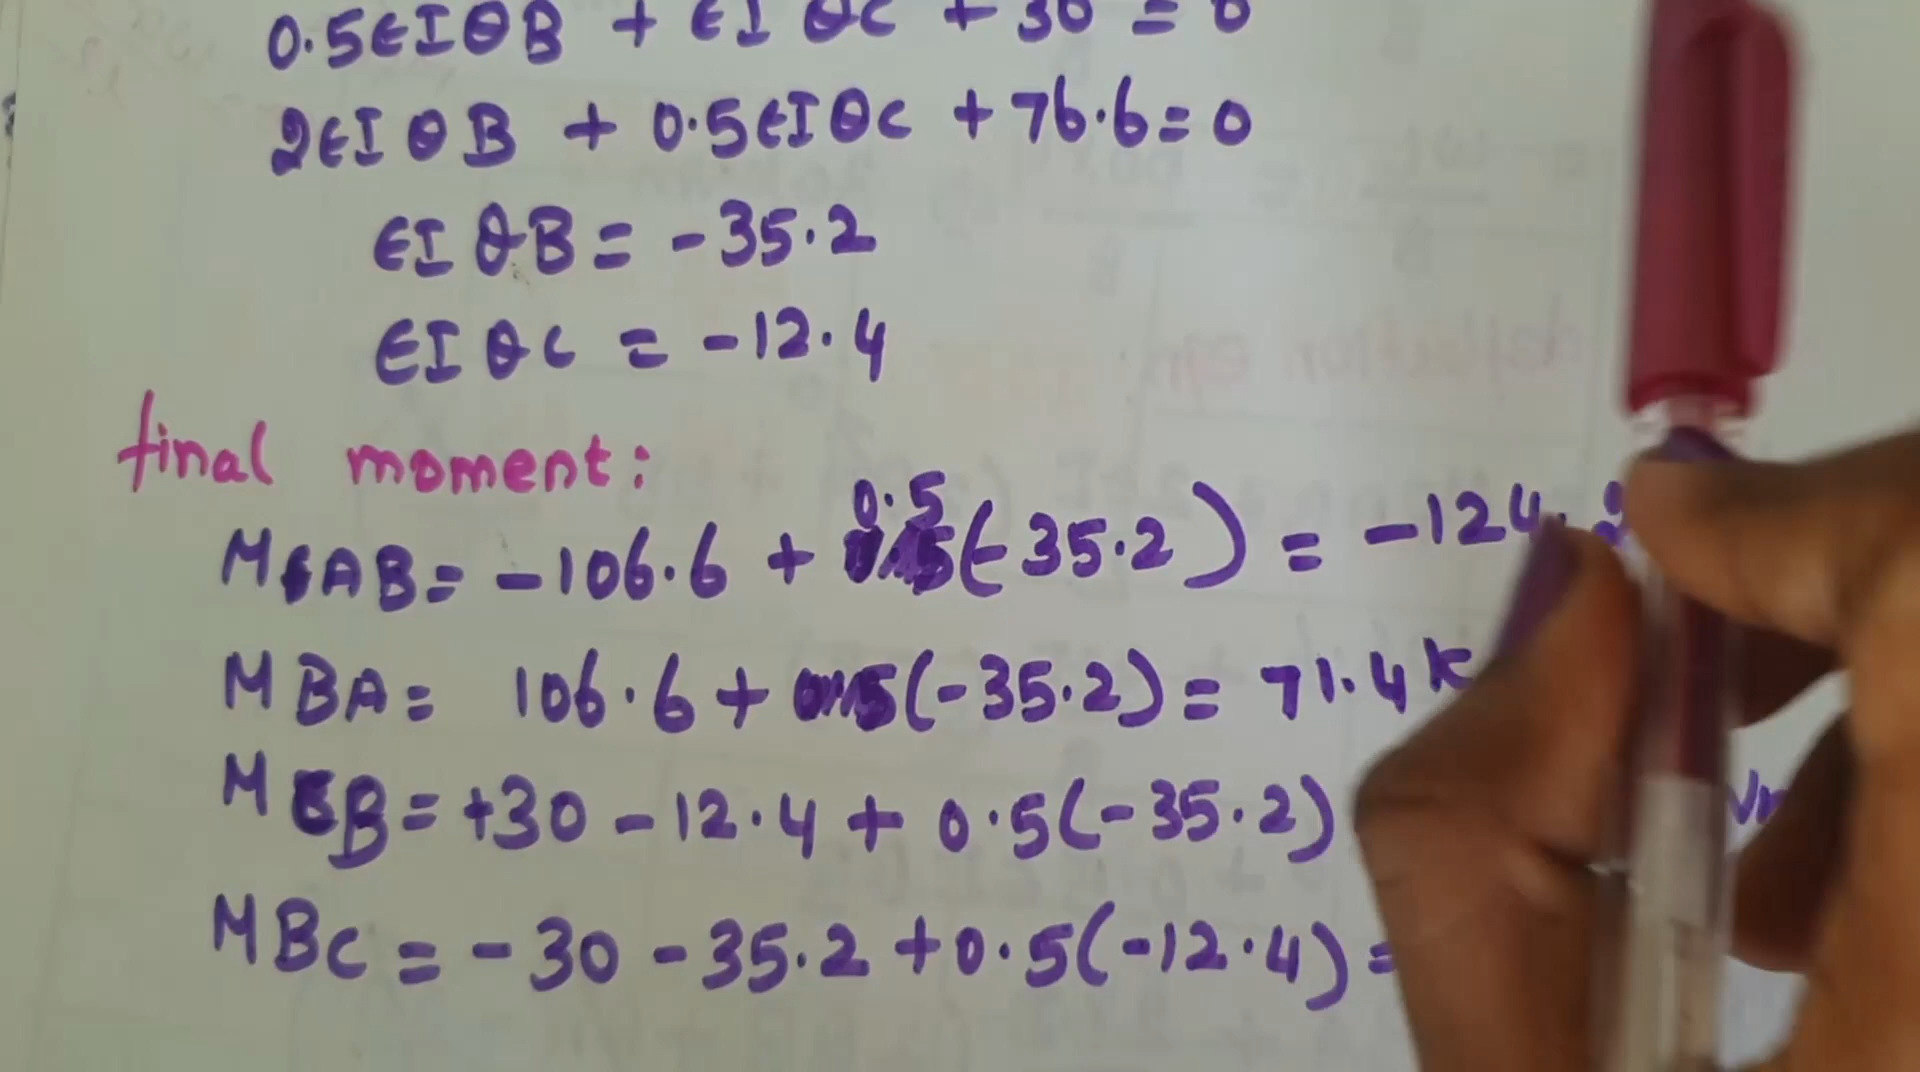 0.5EIθB + EIθC + 30 = 0
2EIθB + 0.5EIθC + 76.6 = 0
EIθB = -35.2
EIθC = -12.4
final moment:
MAB = -106.6 + 0.5(-35.2) = -124.
MBA = 106.6 + (-35.2) = 71.4 k
MCB = +30 - 12.4 + 0.5(-35.2)
MBC = -30 - 35.2 + 0.5(-12.4) =